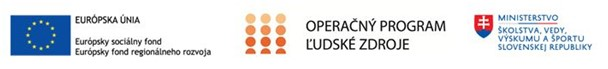 EURÓPSKA ÚNIA
Európsky sociálny fond
Európsky fond regionálneho rozvoja
OPERAČNÝ PROGRAM
ĽUDSKÉ ZDROJE
MINISTERSTVO
ŠKOLSTVA, VEDY,
VÝSKUMU A ŠPORTU
SLOVENSKEJ REPUBLIKY